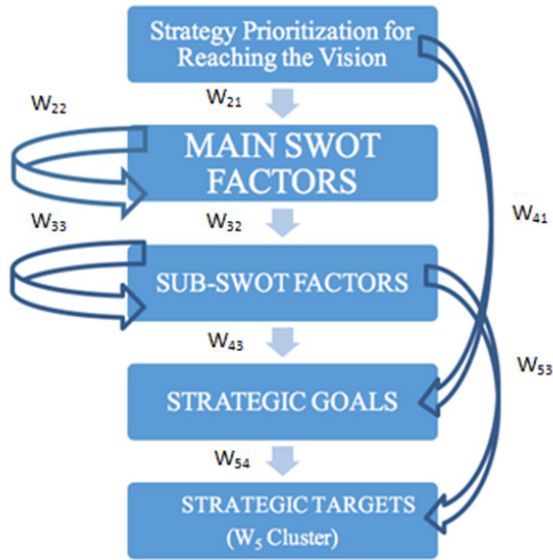 Strategy Prioritization for
Reaching the Vision
W21
W22
MAIN SWOT
FACTORS
W41
W33
W32
SUB-SWOT FACTORS
W43
W53
STRATEGIC GOALS
W54
STRATEGIC TARGETS
(W5 Cluster)